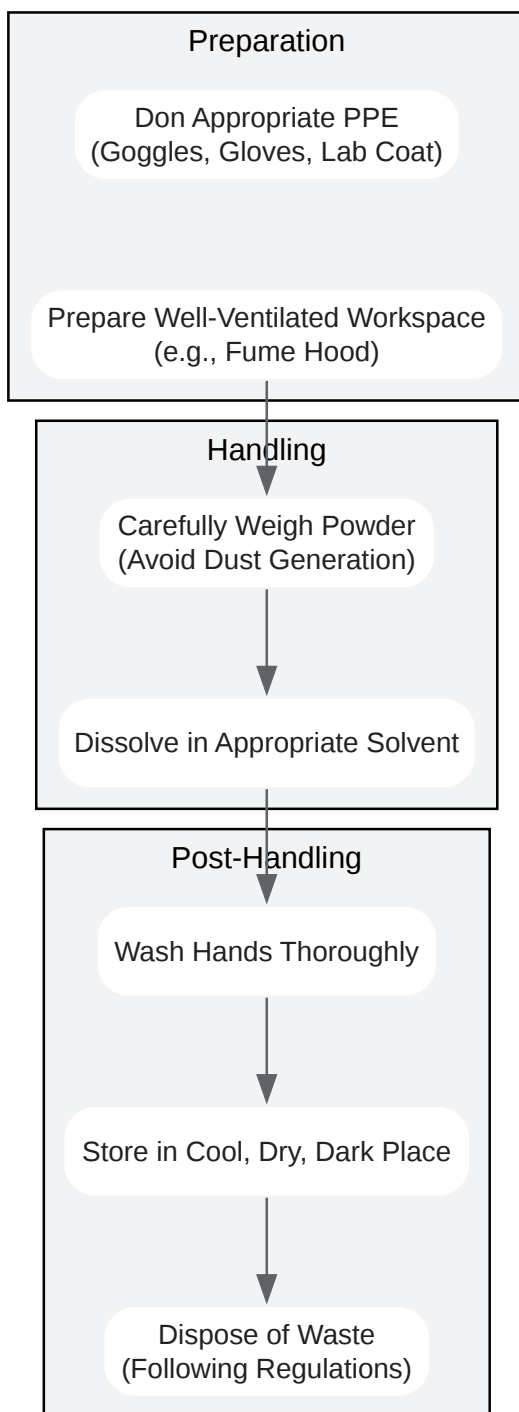 Preparation
Don Appropriate PPE
(Goggles, Gloves, Lab Coat)
Prepare Well-Ventilated Workspace
(e.g., Fume Hood)
Handling
Carefully Weigh Powder
(Avoid Dust Generation)
Dissolve in Appropriate Solvent
Post-Handling
Wash Hands Thoroughly
Store in Cool, Dry, Dark Place
Dispose of Waste
(Following Regulations)